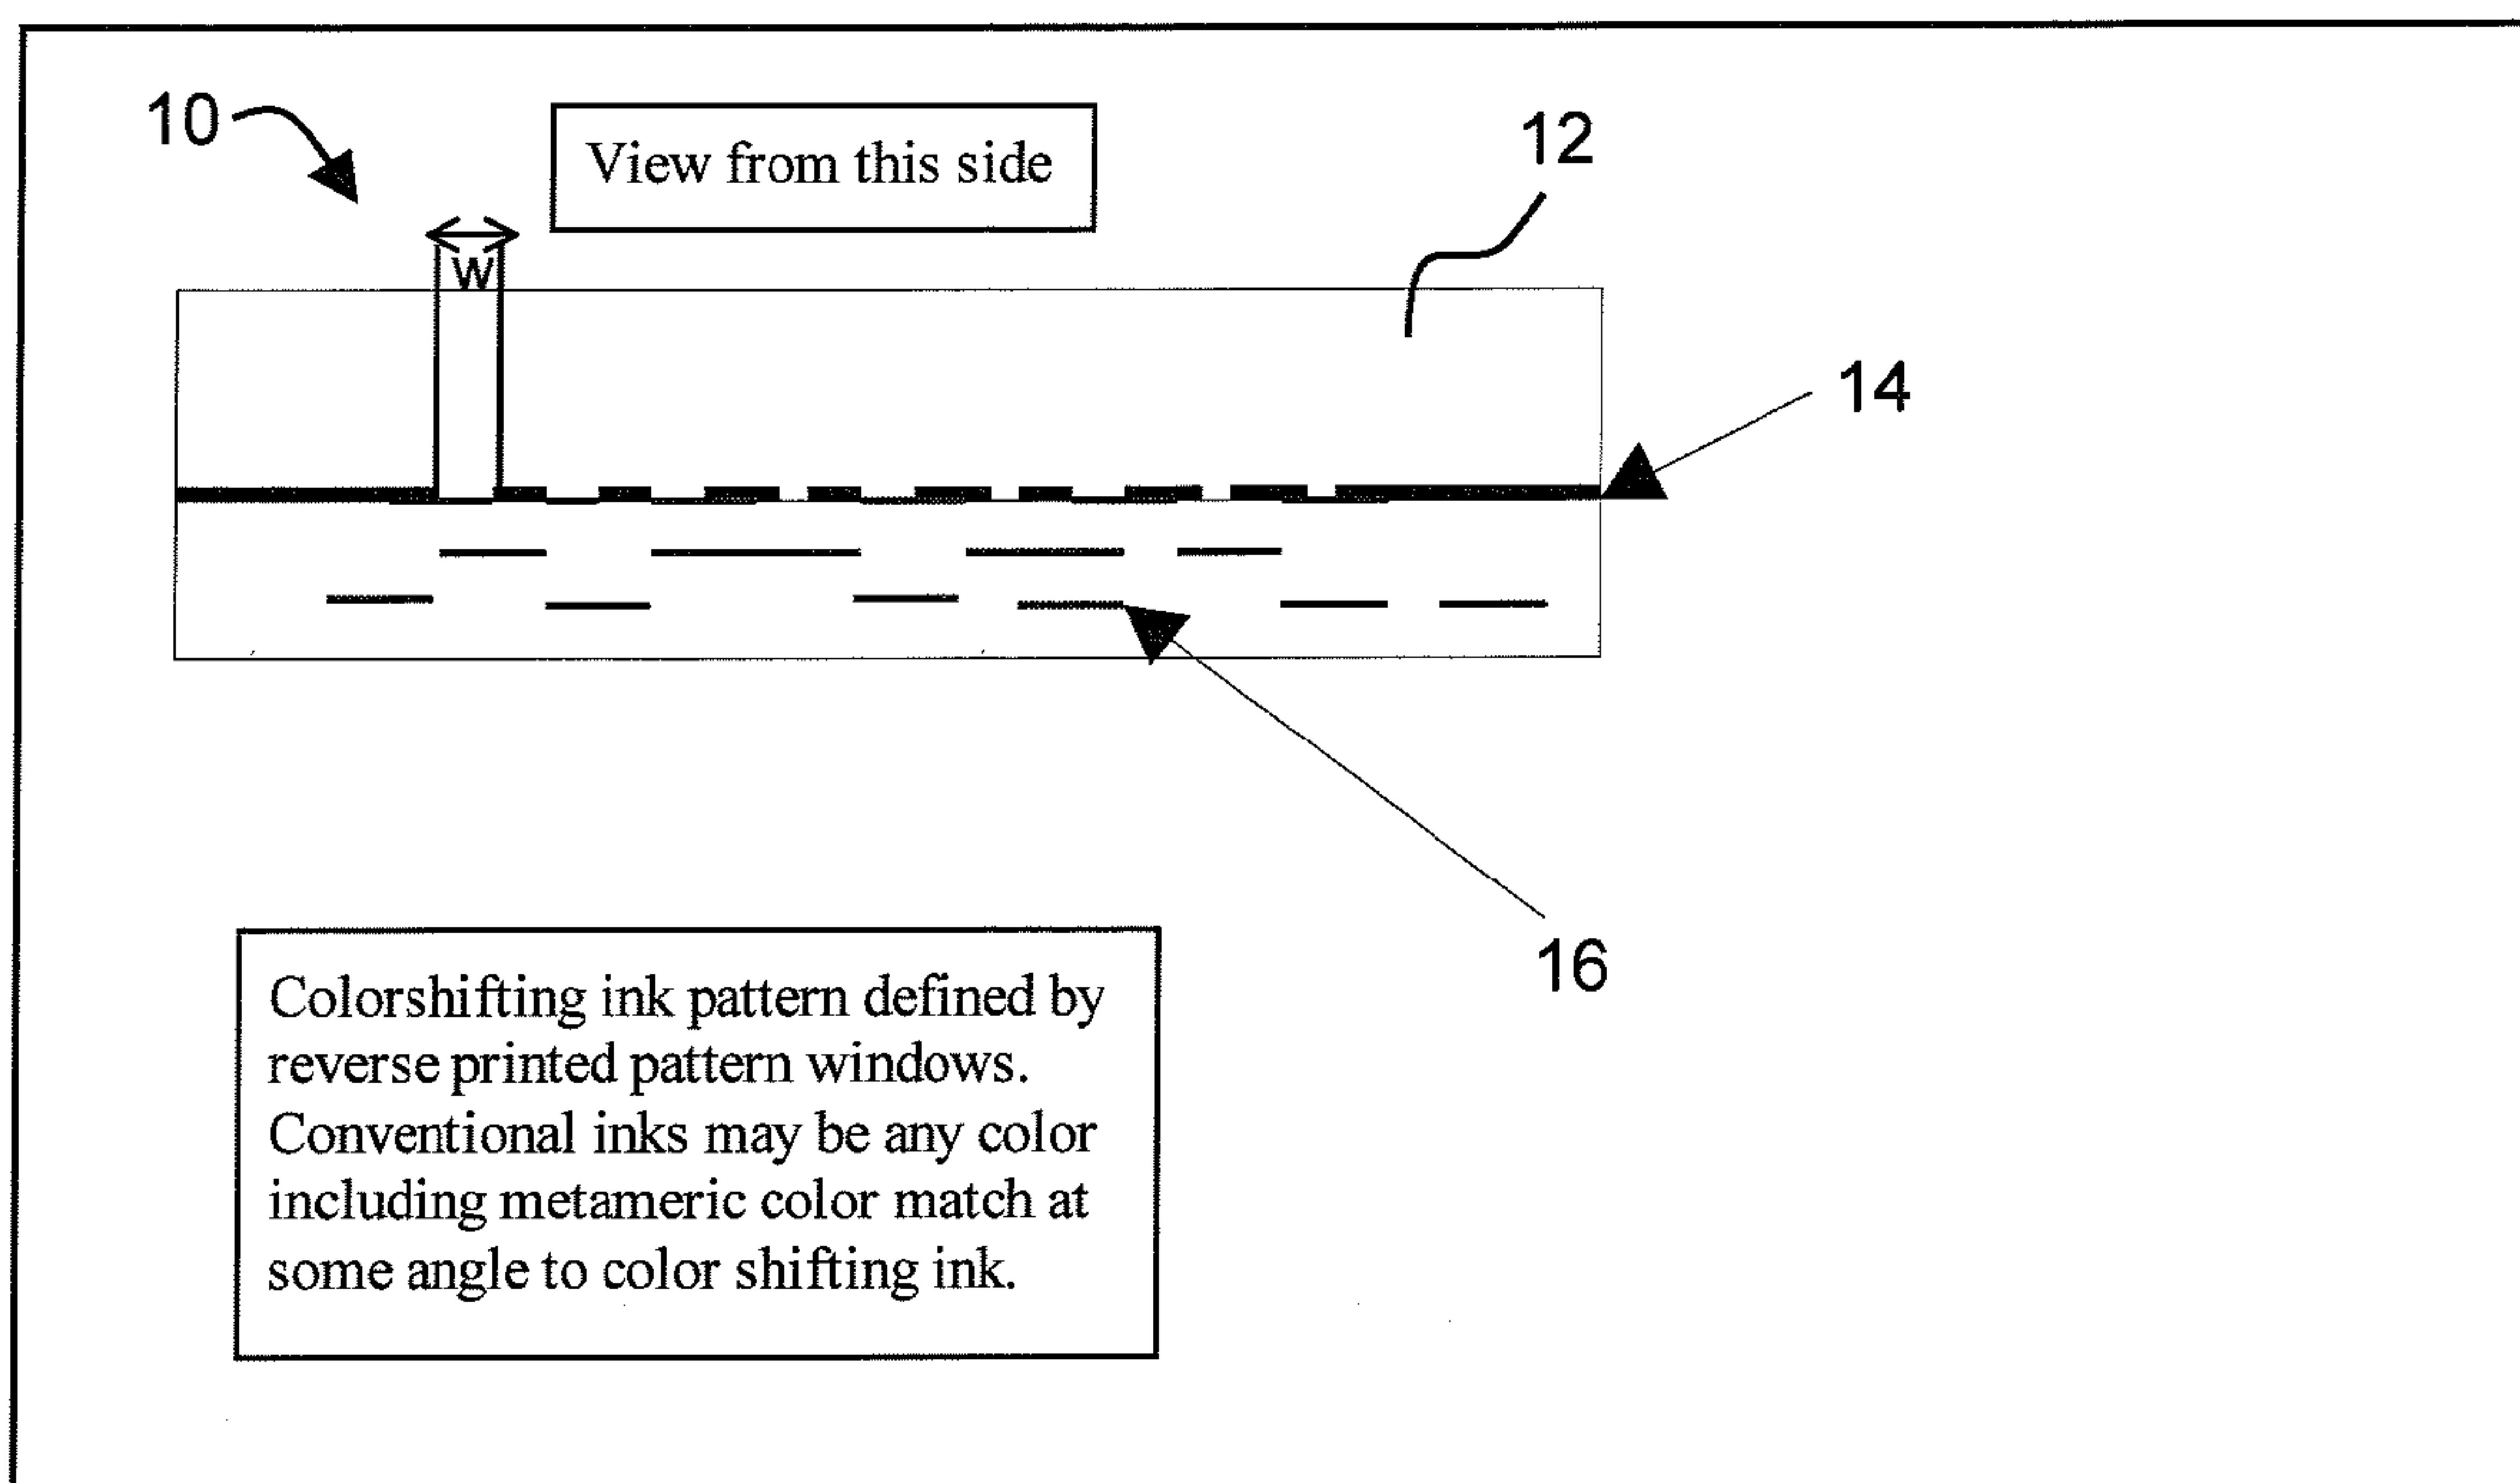 10
View from this side
12
W
14
16
Colorshifting ink pattern defined by
reverse printed pattern windows.
Conventional inks may be any color
including metameric color match at
some angle to color shifting ink.